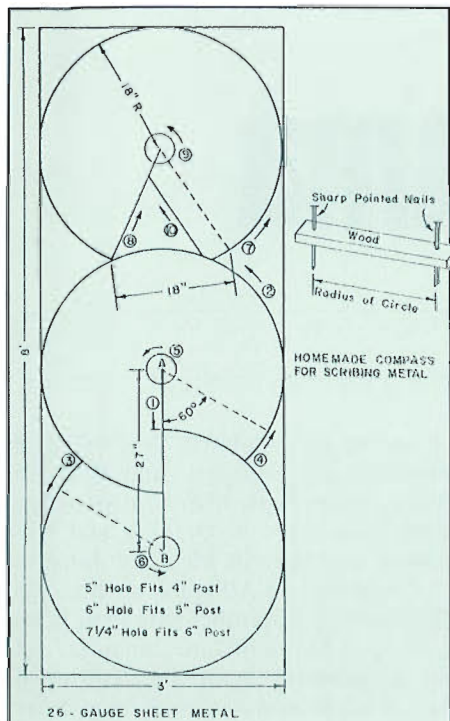 18" R
⑨
⑧
⑩
⑦
②
18"
Sharp Pointed Nails
Wood
Radius of Circle
HOMEMADE COMPASS
FOR SCRIBING METAL
8'
A
⑤
①
60°
27"
③
④
B
⑥
5" Hole Fits 4" Post
6" Hole Fits 5" Post
7 1/4" Hole Fits 6" Post
3'
26 - GAUGE SHEET METAL